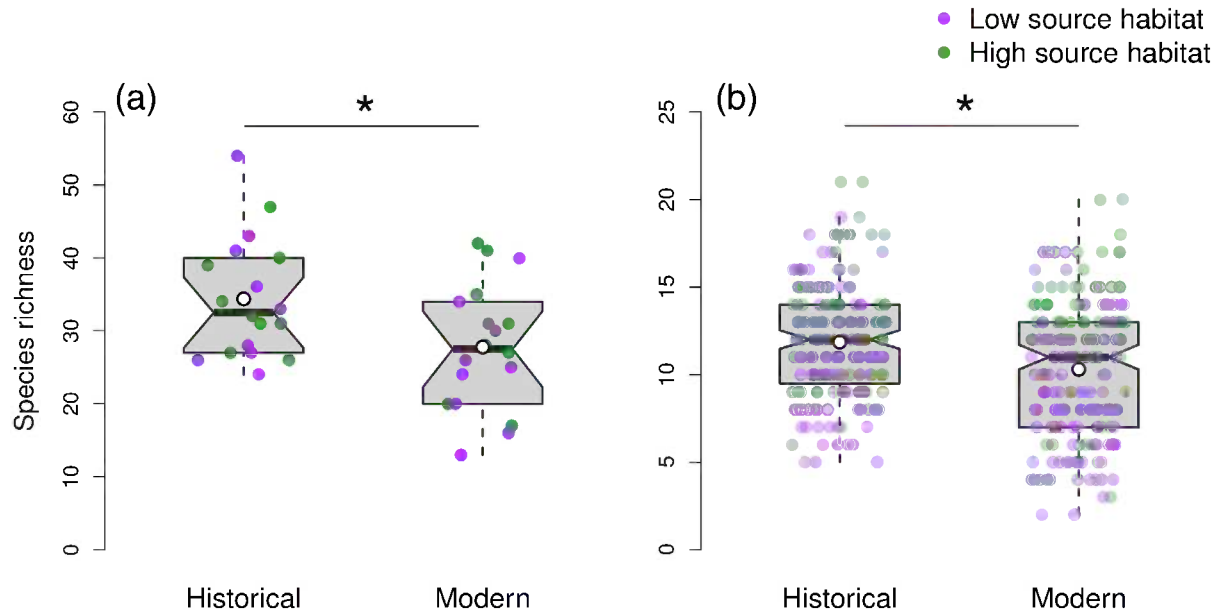 Low source habitat
High source habitat
(a)
*
(b)
*
Species richness
60
50
40
30
20
10
0
25
20
15
10
5
0
Historical
Modern
Historical
Modern